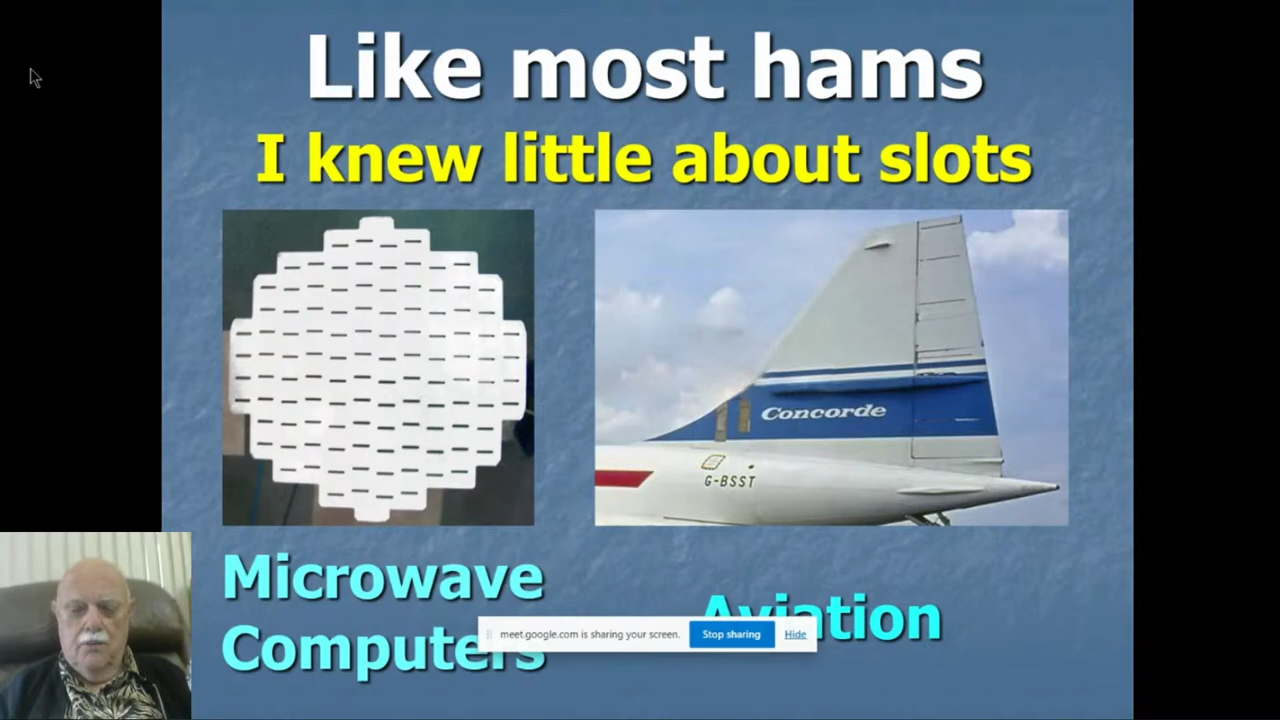 Like most hams
I knew little about slots
Concorde
G-BSST
Microwave
Computers
Aviation
meet.google.com is sharing your screen.
Stop sharing
Hide